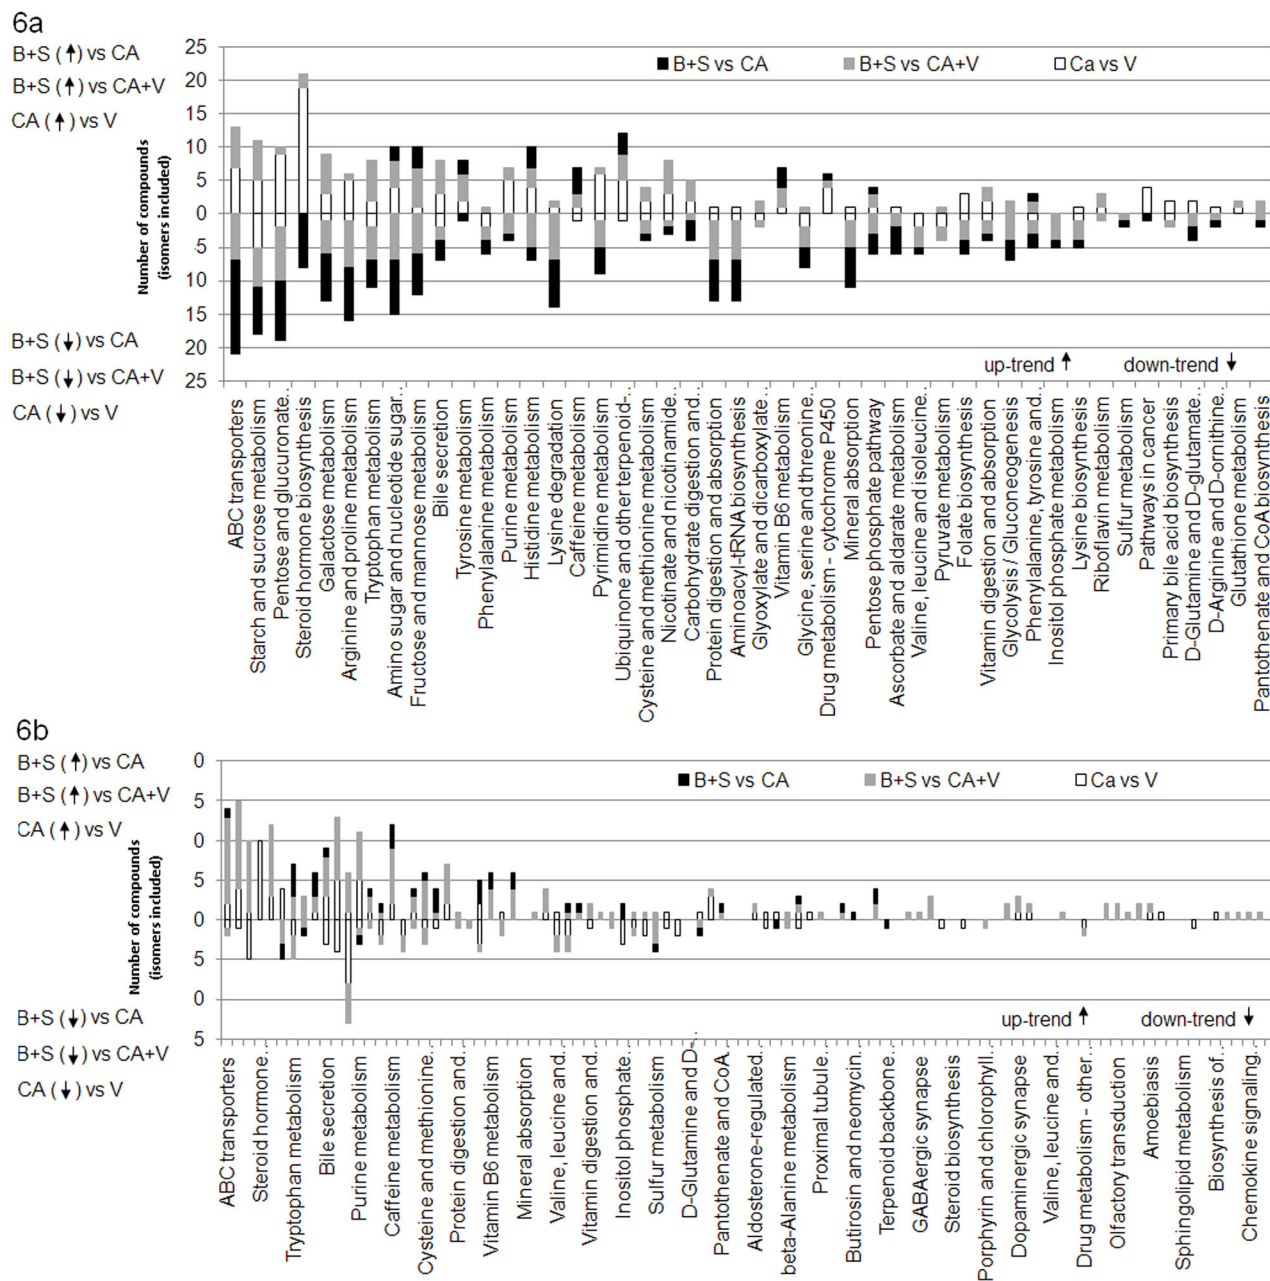 6a
B+S (↑) vs CA
B+S (↑) vs CA+V
CA (↑) vs V
B+S (↓) vs CA
B+S (↓) vs CA+V
CA (↓) vs V
Number of compounds
(isomers included)
25
20
15
10
5
0
5
10
15
20
25
B+S vs CA
B+S vs CA+V
Ca vs V
up-trend ↑
down-trend ↓
ABC transporters
Starch and sucrose metabolism
Pentose and glucuronate..
Steroid hormone biosynthesis
Galactose metabolism
Arginine and proline metabolism
Tryptophan metabolism
Amino sugar and nucleotide sugar..
Fructose and mannose metabolism
Bile secretion
Tyrosine metabolism
Phenylalanine metabolism
Purine metabolism
Histidine metabolism
Lysine degradation
Caffeine metabolism
Pyrimidine metabolism
Ubiquinone and other terpenoid-..
Cysteine and methionine metabolism
Nicotinate and nicotinamide..
Carbohydrate digestion and..
Protein digestion and absorption
Aminoacyl-tRNA biosynthesis
Glyoxylate and dicarboxylate..
Vitamin B6 metabolism
Glycine, serine and threonine..
Drug metabolism - cytochrome P450
Mineral absorption
Pentose phosphate pathway
Ascorbate and aldarate metabolism
Valine, leucine and isoleucine..
Pyruvate metabolism
Folate biosynthesis
Vitamin digestion and absorption
Glycolysis / Gluconeogenesis
Phenylalanine, tyrosine and..
Inositol phosphate metabolism
Lysine biosynthesis
Riboflavin metabolism
Sulfur metabolism
Pathways in cancer
Primary bile acid biosynthesis
D-Glutamine and D-glutamate..
D-Arginine and D-ornithine..
Glutathione metabolism
Pantothenate and CoA biosynthesis
6b
B+S (↑) vs CA
B+S (↑) vs CA+V
CA (↑) vs V
B+S (↓) vs CA
B+S (↓) vs CA+V
CA (↓) vs V
Number of compounds
(isomers included)
0
5
0
5
0
5
0
5
B+S vs CA
B+S vs CA+V
Ca vs V
up-trend ↑
down-trend ↓
ABC transporters
Steroid hormone..
Tryptophan metabolism
Bile secretion
Purine metabolism
Caffeine metabolism
Cysteine and methionine..
Protein digestion and..
Vitamin B6 metabolism
Mineral absorption
Valine, leucine and..
Vitamin digestion and..
Inositol phosphate..
Sulfur metabolism
D-Glutamine and D-..
Pantothenate and CoA..
Aldosterone-regulated..
beta-Alanine metabolism
Proximal tubule..
Butirosin and neomycin..
Terpenoid backbone..
GABAergic synapse
Steroid biosynthesis
Porphyrin and chlorophyll..
Dopaminergic synapse
Valine, leucine and..
Drug metabolism - other..
Olfactory transduction
Amoebiasis
Sphingolipid metabolism
Biosynthesis of..
Chemokine signaling..